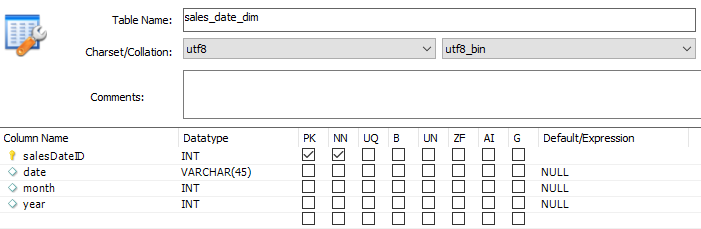 Table Name: sales_date_dim
Charset/Collation: utf8 utf8_bin
Comments:
Column Name Datatype PK NN UQ B UN ZF AI G Default/Expression
salesDateID INT
date VARCHAR(45) NULL
month INT NULL
year INT NULL